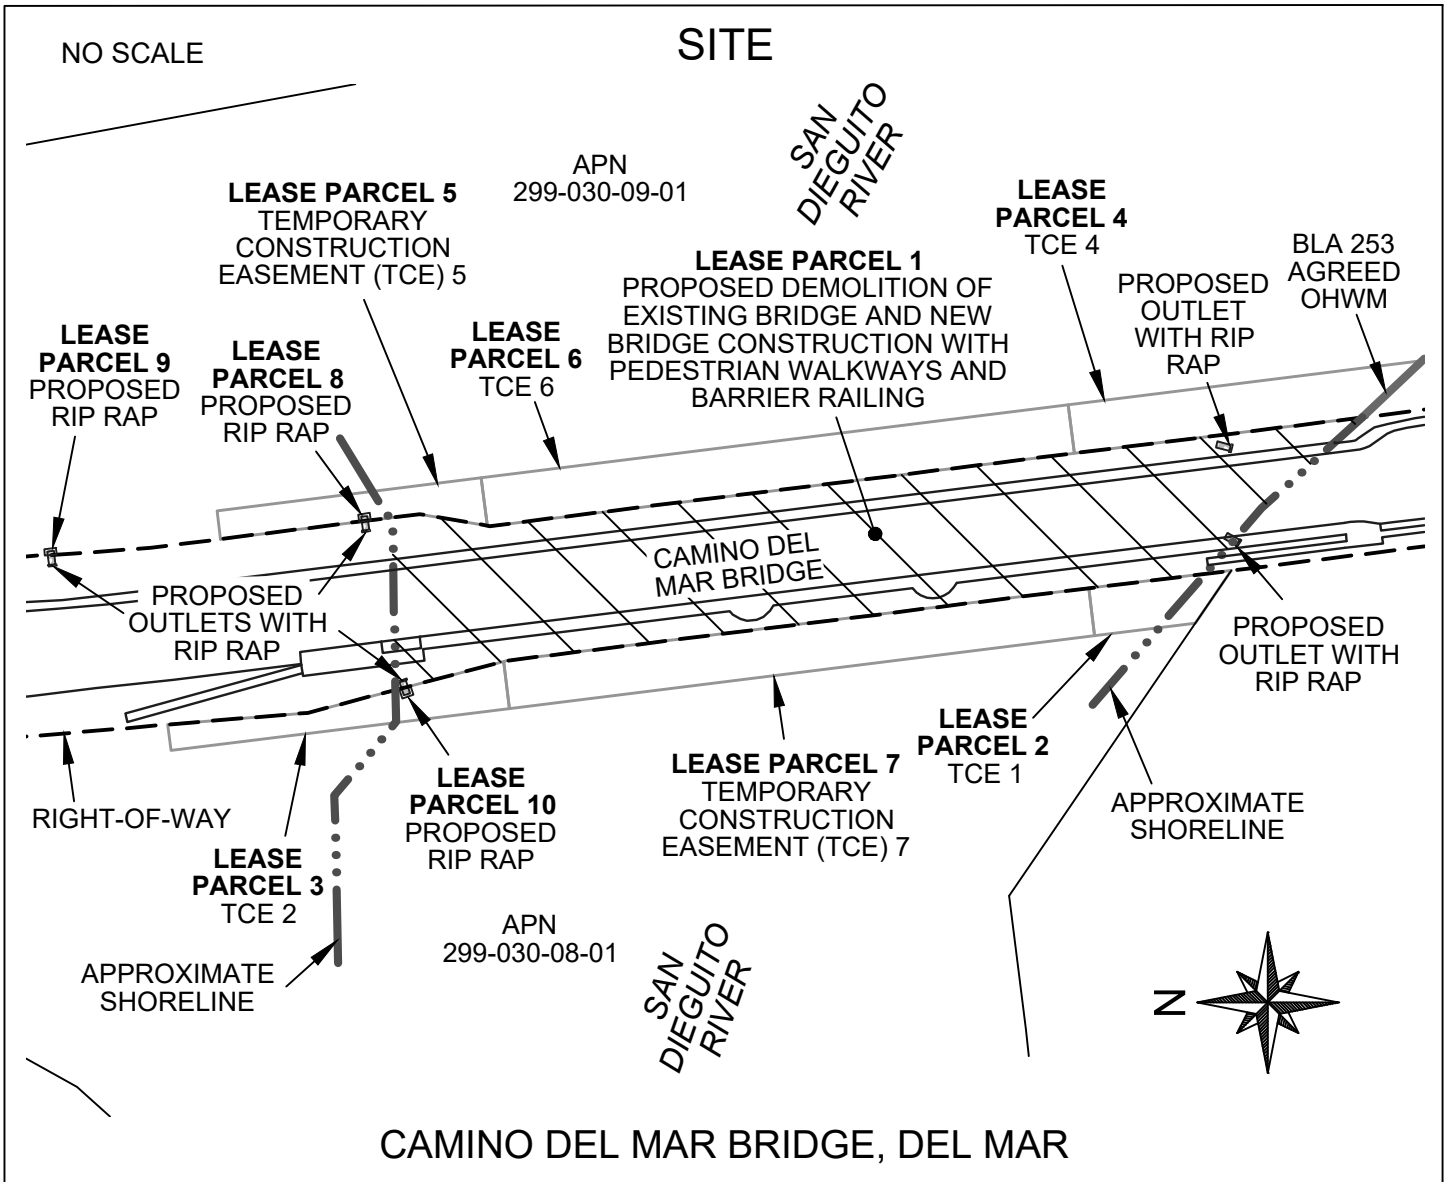 NO SCALE
SITE
SAN
DIEGUITO
RIVER
APN
299-030-09-01
LEASE PARCEL 5
TEMPORARY
CONSTRUCTION
EASEMENT (TCE) 5
LEASE
PARCEL 4
TCE 4
BLA 253
AGREED
OHWM
LEASE PARCEL 1
PROPOSED DEMOLITION OF
EXISTING BRIDGE AND NEW
BRIDGE CONSTRUCTION WITH
PEDESTRIAN WALKWAYS AND
BARRIER RAILING
PROPOSED
OUTLET
WITH RIP
RAP
LEASE
PARCEL 9
PROPOSED
RIP RAP
LEASE
PARCEL 8
PROPOSED
RIP RAP
LEASE
PARCEL 6
TCE 6
CAMINO DEL
MAR BRIDGE
PROPOSED
OUTLETS WITH
RIP RAP
PROPOSED
OUTLET WITH
RIP RAP
LEASE
PARCEL 2
TCE 1
LEASE PARCEL 7
TEMPORARY
CONSTRUCTION
EASEMENT (TCE) 7
LEASE
PARCEL 10
PROPOSED
RIP RAP
RIGHT-OF-WAY
APPROXIMATE
SHORELINE
LEASE
PARCEL 3
TCE 2
APN
299-030-08-01
SAN
DIEGUITO
RIVER
APPROXIMATE
SHORELINE
N
CAMINO DEL MAR BRIDGE, DEL MAR